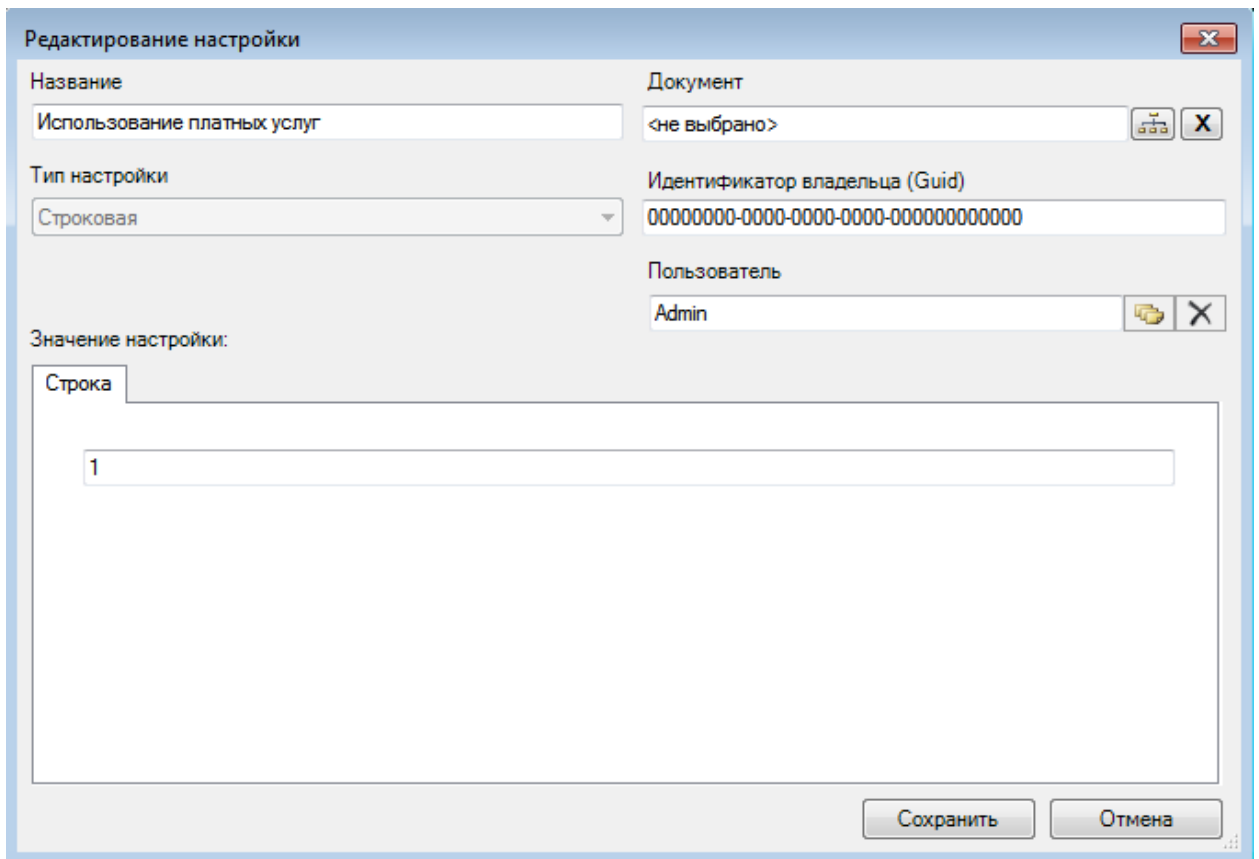 Редактирование настройки
Название
Использование платных услуг
Документ
<не выбрано>
X
Тип настройки
Строковая
Идентификатор владельца (Guid)
00000000-0000-0000-0000-000000000000
Пользователь
Admin
Значение настройки:
Строка
1
Сохранить
Отмена